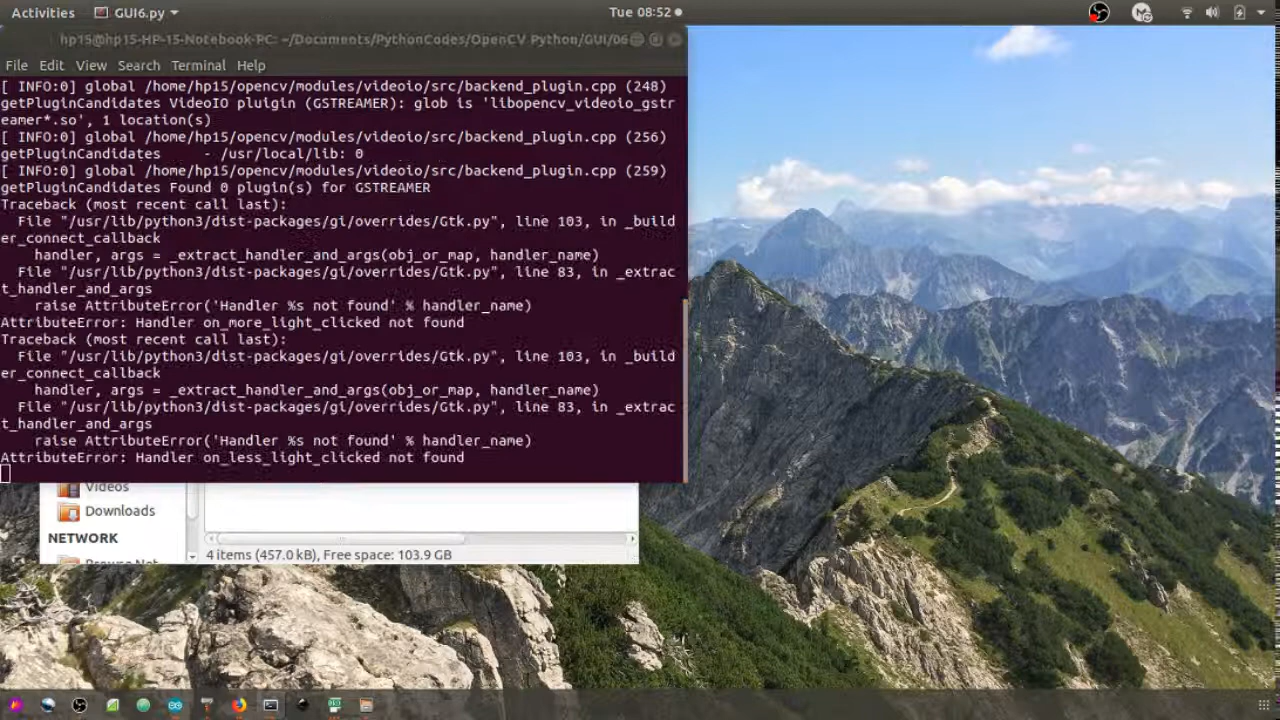 Activities GUI6.py Tue 08:52
hp15@hp15-HP-15-Notebook-PC: ~/Documents/PythonCodes/OpenCV Python/GUI/06
File Edit View Search Terminal Help
[ INFO:0] global /home/hp15/opencv/modules/videoio/src/backend_plugin.cpp (248)
getPluginCandidates VideoIO pluigin (GSTREAMER): glob is 'libopencv_videoio_gstr
eamer*.so', 1 location(s)
[ INFO:0] global /home/hp15/opencv/modules/videoio/src/backend_plugin.cpp (256)
getPluginCandidates     - /usr/local/lib: 0
[ INFO:0] global /home/hp15/opencv/modules/videoio/src/backend_plugin.cpp (259)
getPluginCandidates Found 0 plugin(s) for GSTREAMER
Traceback (most recent call last):
  File "/usr/lib/python3/dist-packages/gi/overrides/Gtk.py", line 103, in _build
er_connect_callback
    handler, args = _extract_handler_and_args(obj_or_map, handler_name)
  File "/usr/lib/python3/dist-packages/gi/overrides/Gtk.py", line 83, in _extrac
t_handler_and_args
    raise AttributeError('Handler %s not found' % handler_name)
AttributeError: Handler on_more_light_clicked not found
Traceback (most recent call last):
  File "/usr/lib/python3/dist-packages/gi/overrides/Gtk.py", line 103, in _build
er_connect_callback
    handler, args = _extract_handler_and_args(obj_or_map, handler_name)
  File "/usr/lib/python3/dist-packages/gi/overrides/Gtk.py", line 83, in _extrac
t_handler_and_args
    raise AttributeError('Handler %s not found' % handler_name)
AttributeError: Handler on_less_light_clicked not found
Videos
Downloads
NETWORK
Browse Net
4 items (457.0 kB), Free space: 103.9 GB